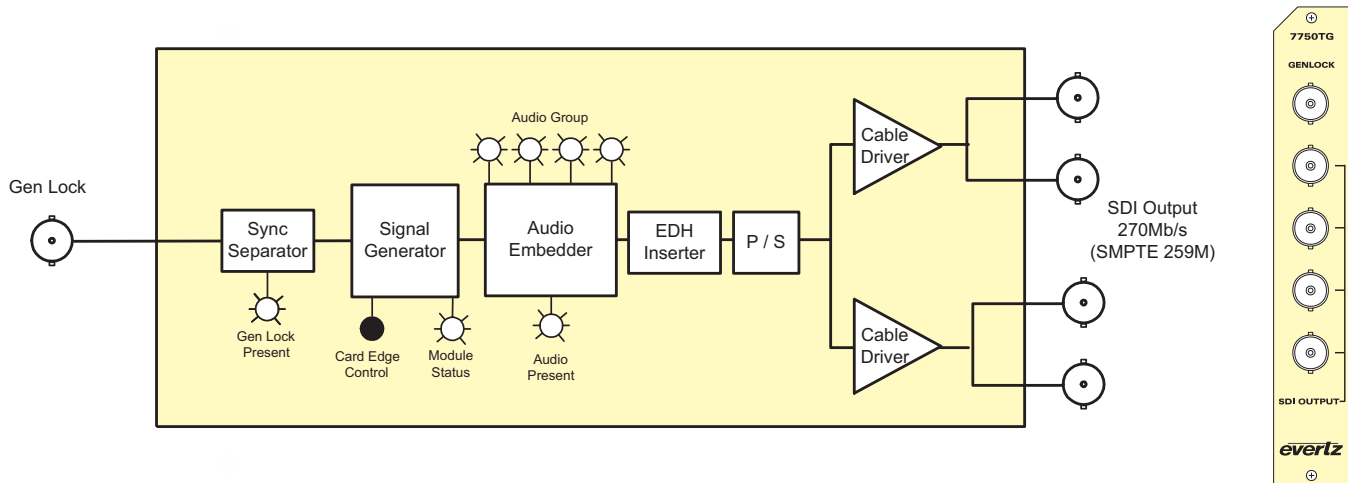 Gen Lock
Sync
Separator
Gen Lock
Present
Signal
Generator
Card Edge
Control
Module
Status
Audio Group
Audio
Embedder
Audio
Present
EDH
Inserter
P / S
Cable
Driver
Cable
Driver
SDI Output
270Mb/s
(SMPTE 259M)
7750TG
GENLOCK
SDI OUTPUT
evertz